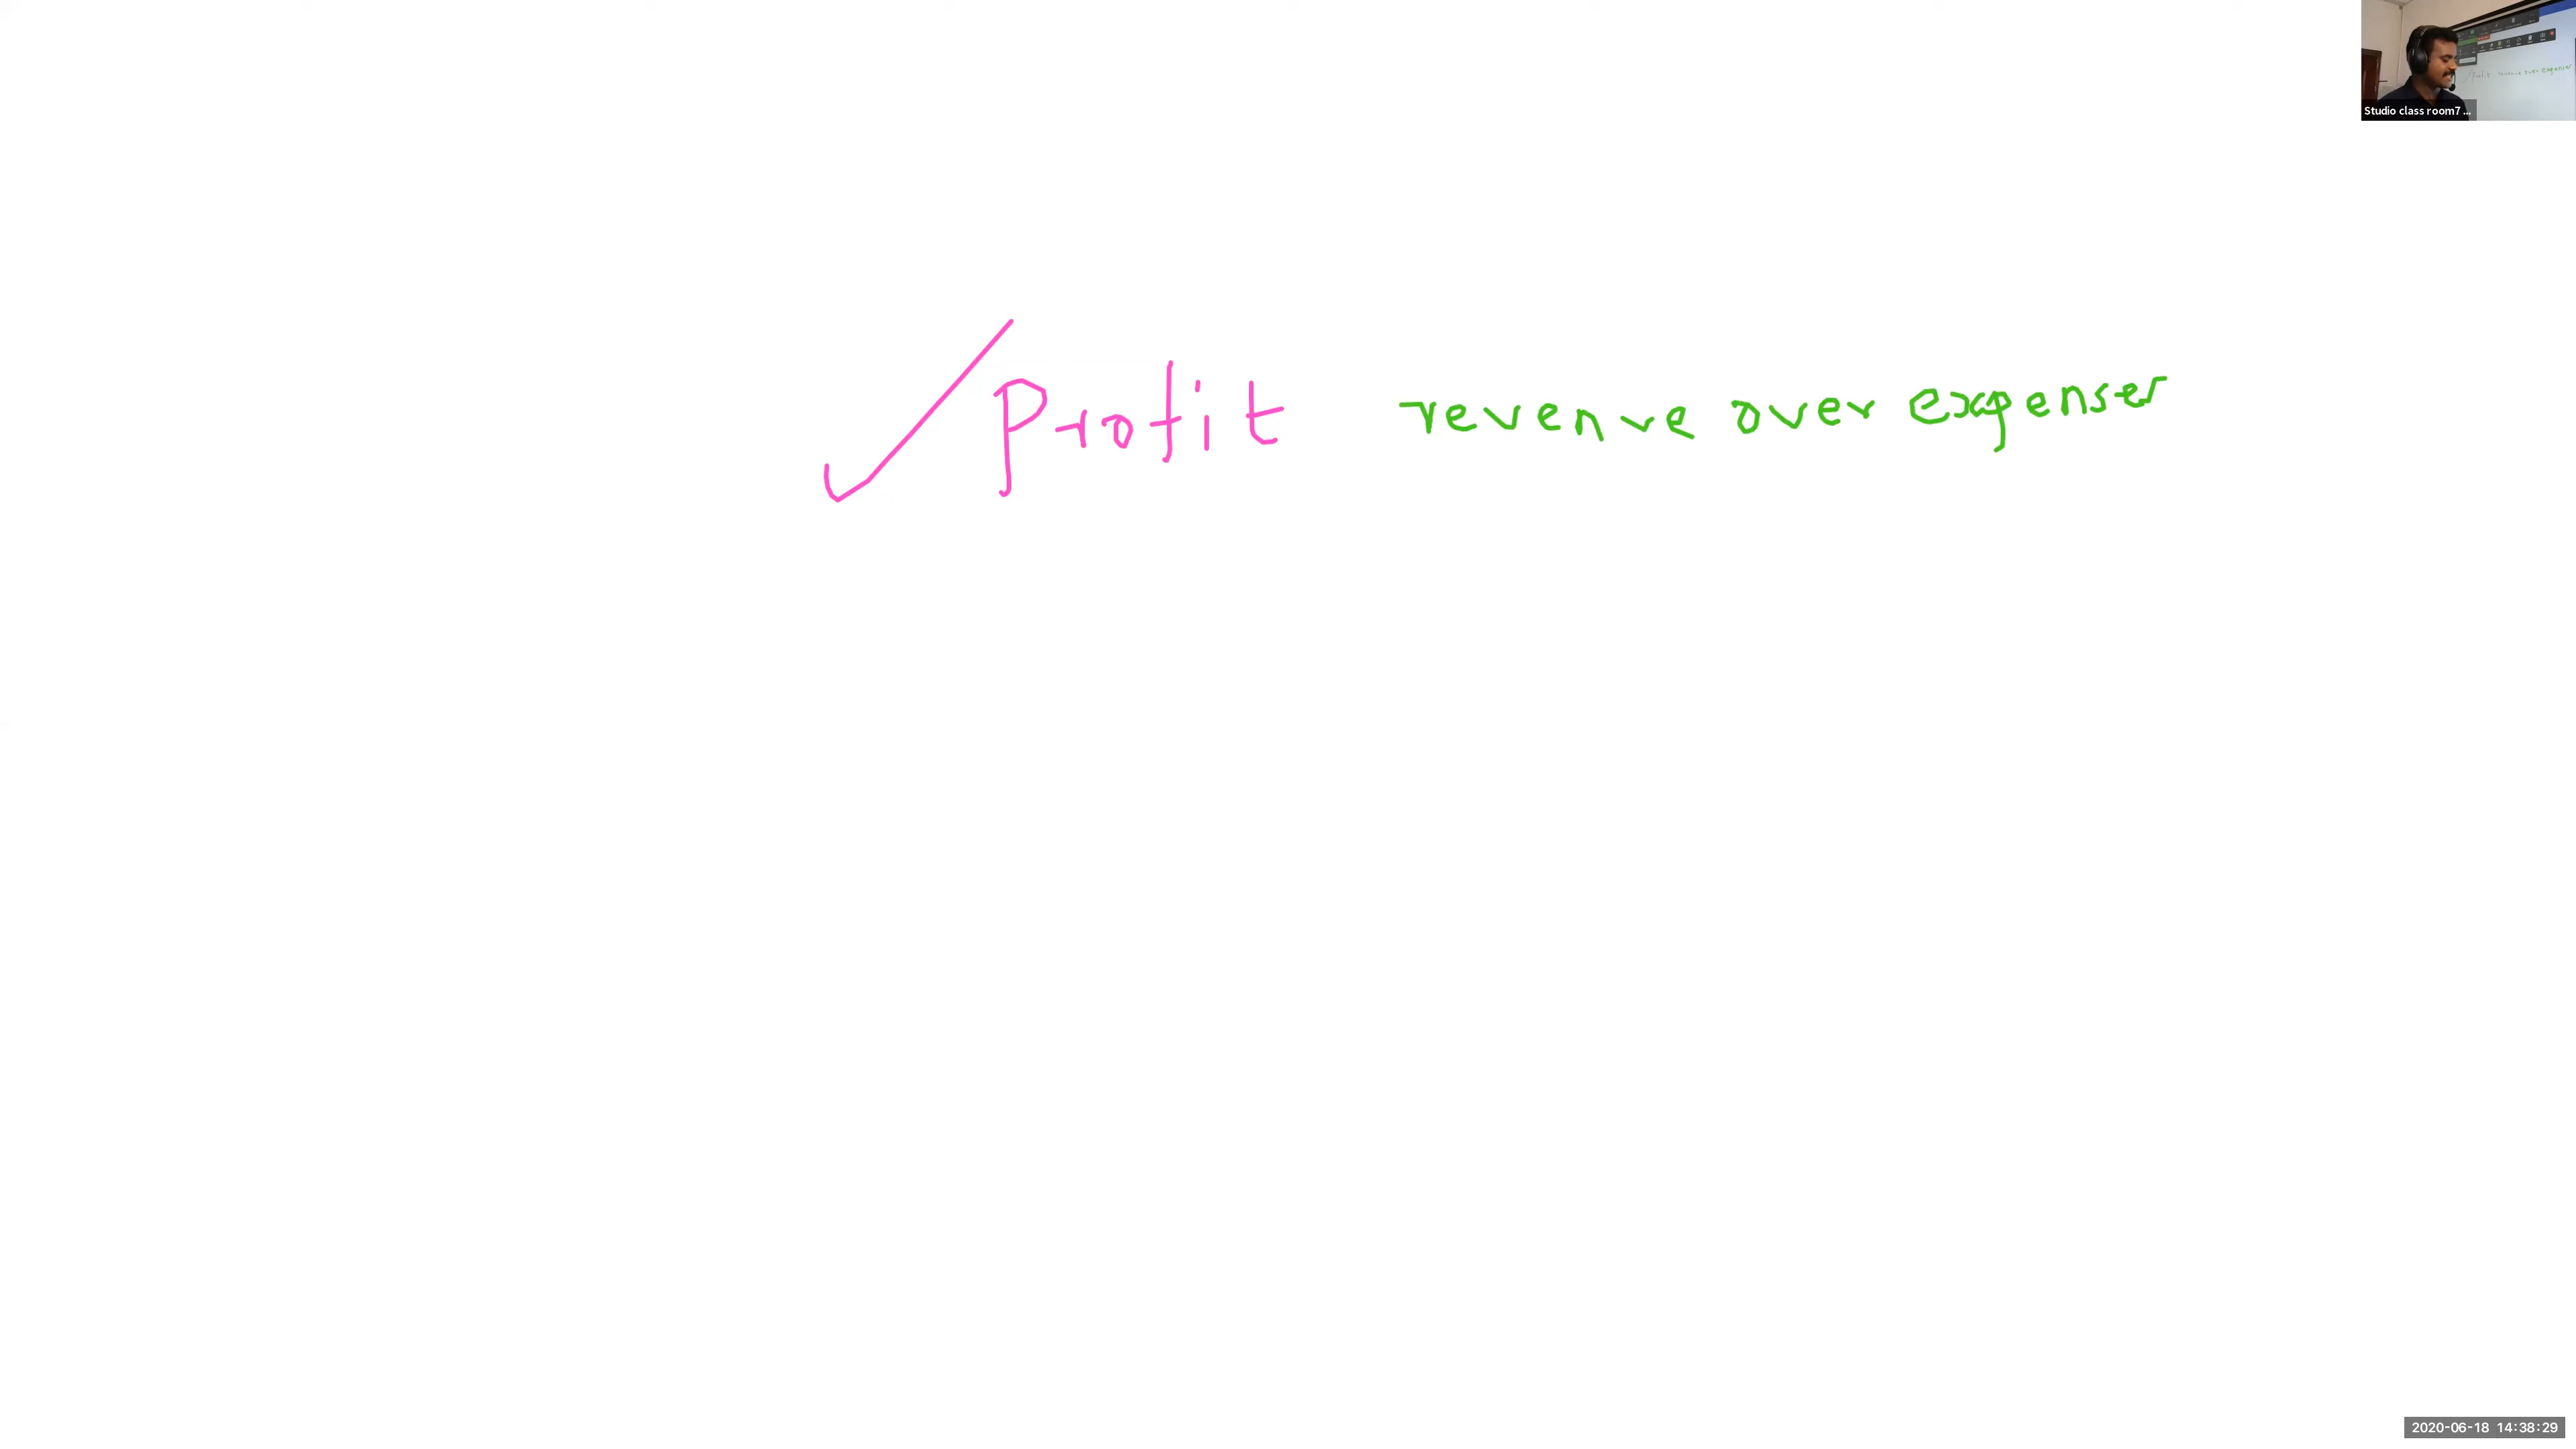 Studio class room7 ...
✓ Profit revenue over expenses
2020-06-18 14:38:29